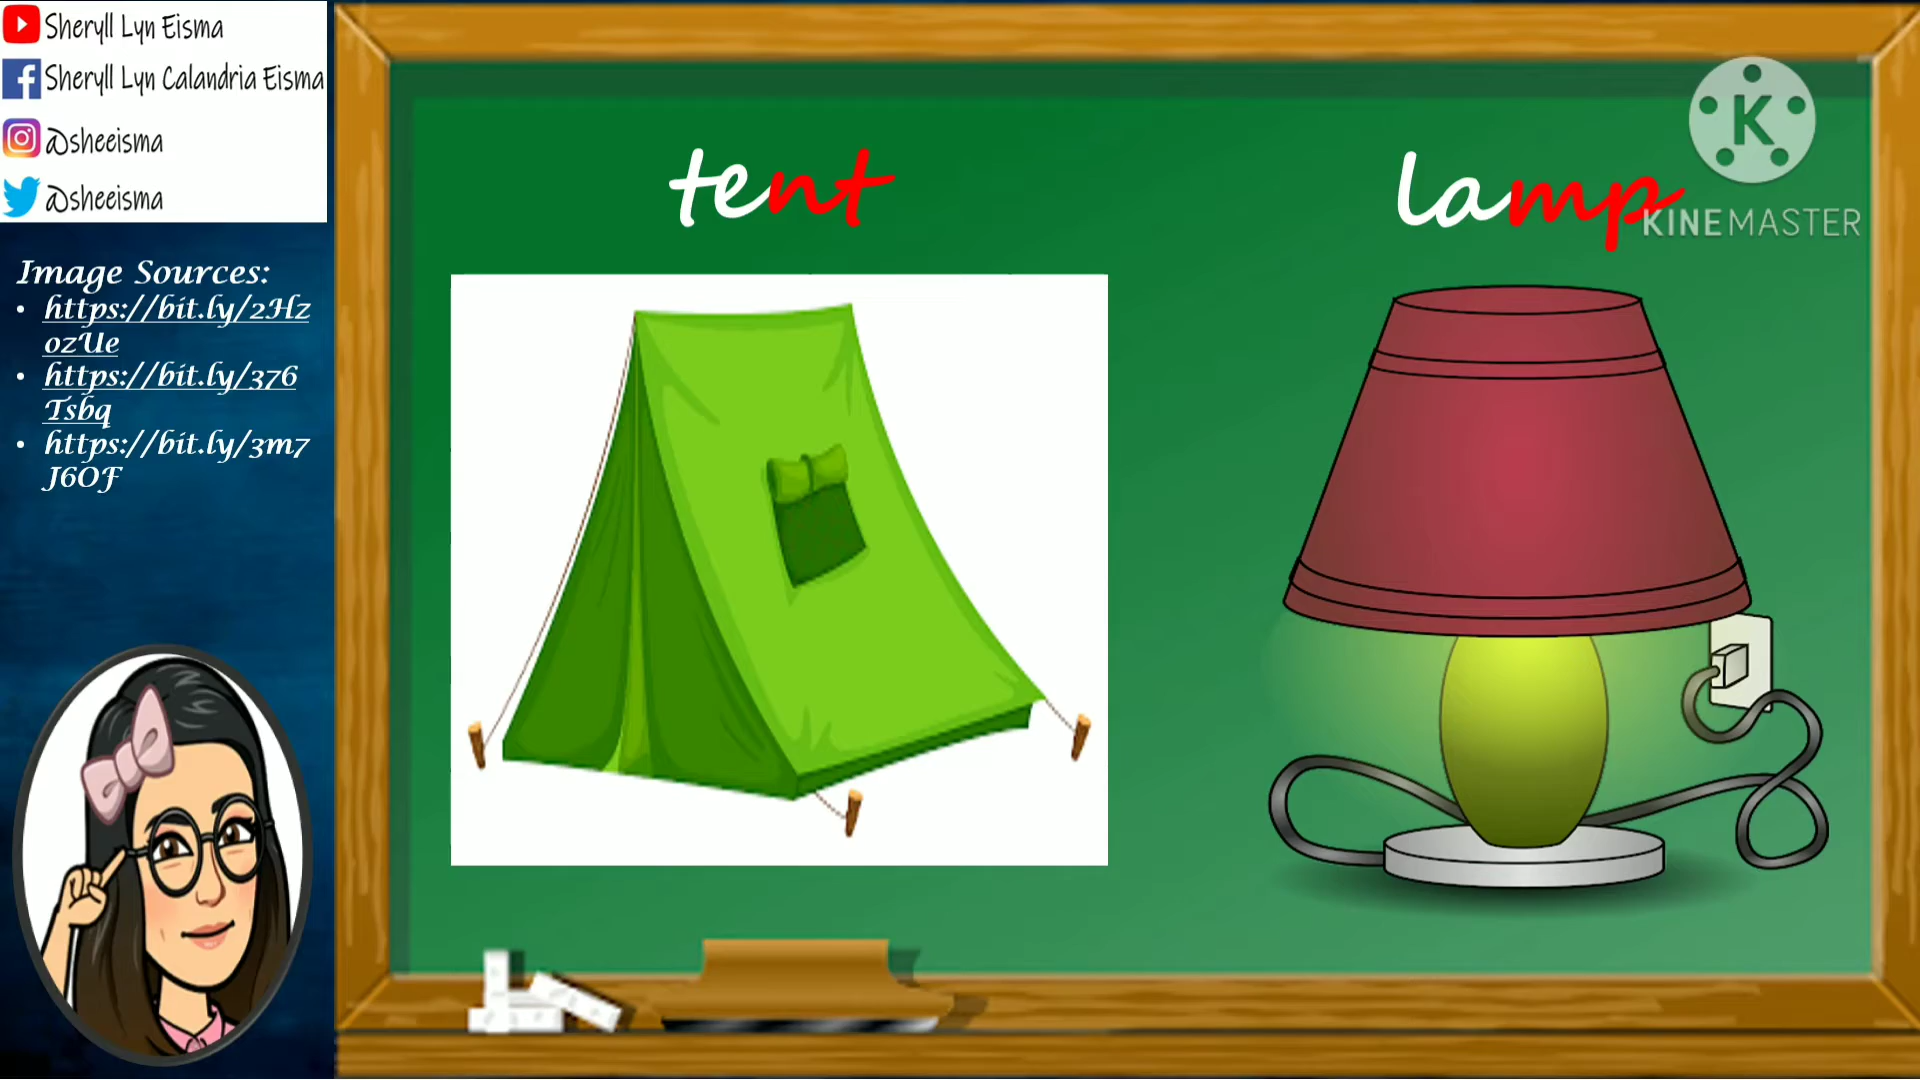 Sheryll Lyn Eisma
Sheryll Lyn Calandria Eisma
@sheeisma
@sheeisma
Image Sources:
• https://bit.ly/2Hz
ozUe
• https://bit.ly/376
Tsbq
• https://bit.ly/3m7
J6OF
tent
lamp
K
KINEMASTER